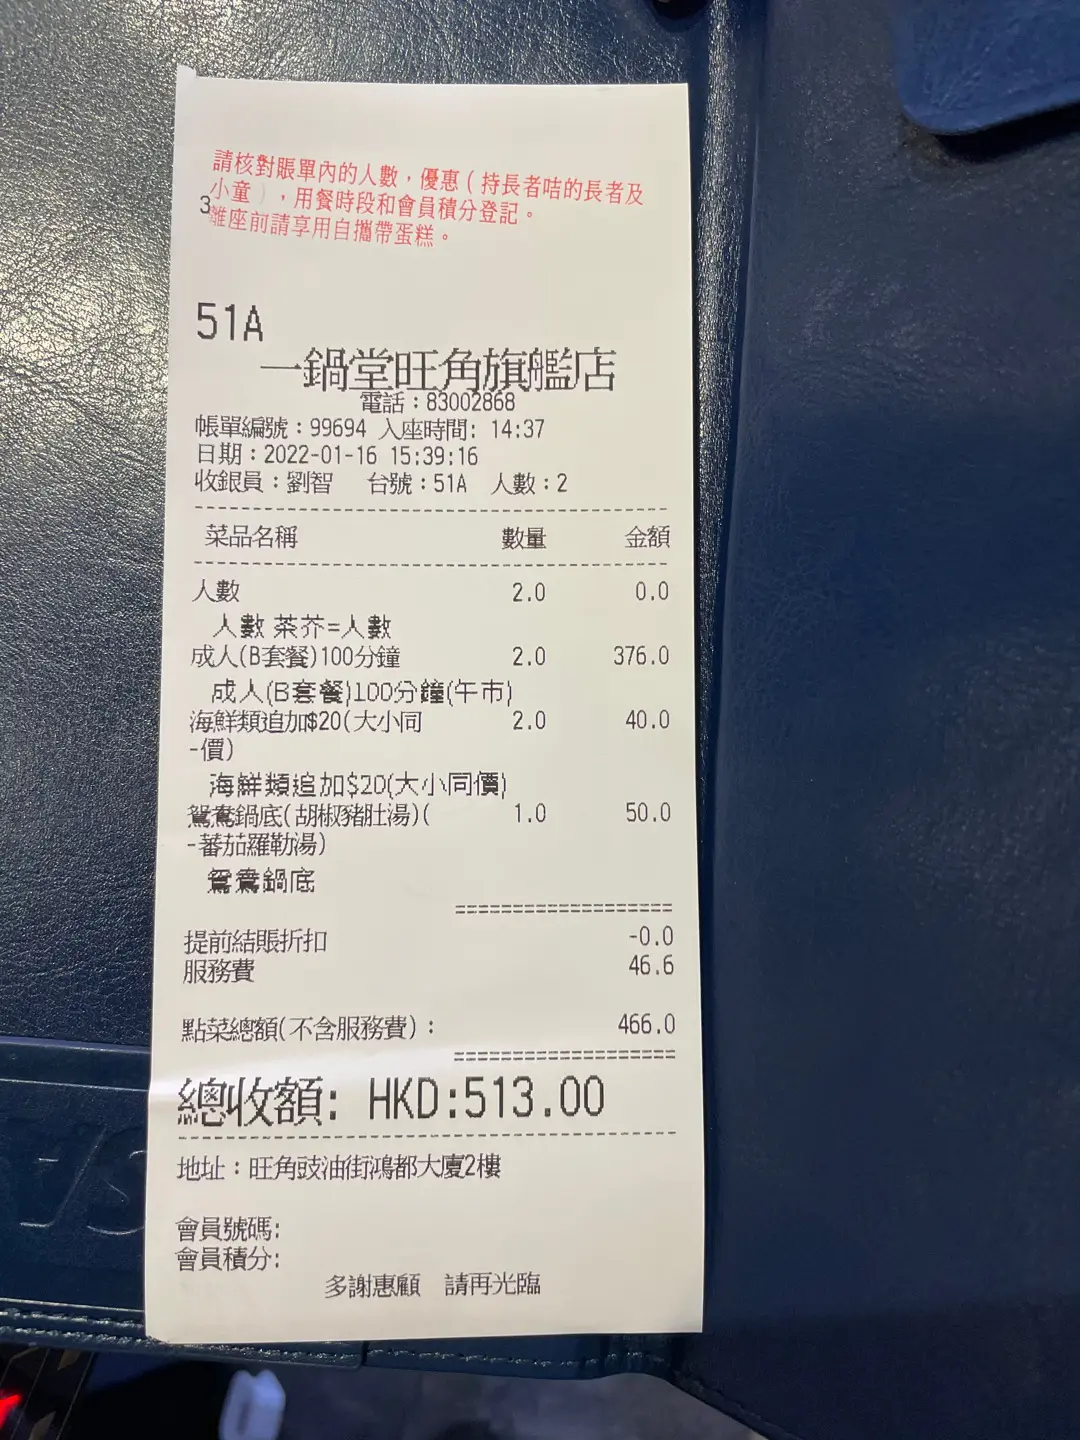 請核對賬單內的人數，優惠（持長者咭的長者及
小童），用餐時段和會員積分登記。
3
離座前請享用自攜帶蛋糕。
51A
一鍋堂旺角旗艦店
電話：83002868
帳單編號：99694 入座時間: 14:37
日期：2022-01-16 15:39:16
收銀員：劉智 台號：51A 人數：2
菜品名稱 數量 金額
人數 2.0 0.0
人數 茶芥=人數
成人(B套餐)100分鐘 2.0 376.0
成人(B套餐)100分鐘(午市)
海鮮類追加$20(大小同 2.0 40.0
-價)
海鮮類追加$20(大小同價)
鴛鴦鍋底(胡椒豬肚湯)( 1.0 50.0
-蕃茄羅勒湯)
鴛鴦鍋底
==================
提前結賬折扣 -0.0
服務費 46.6
點菜總額(不含服務費)： 466.0
==================
總收額: HKD:513.00
地址：旺角豉油街鴻都大廈2樓
會員號碼:
會員積分:
多謝惠顧 請再光臨